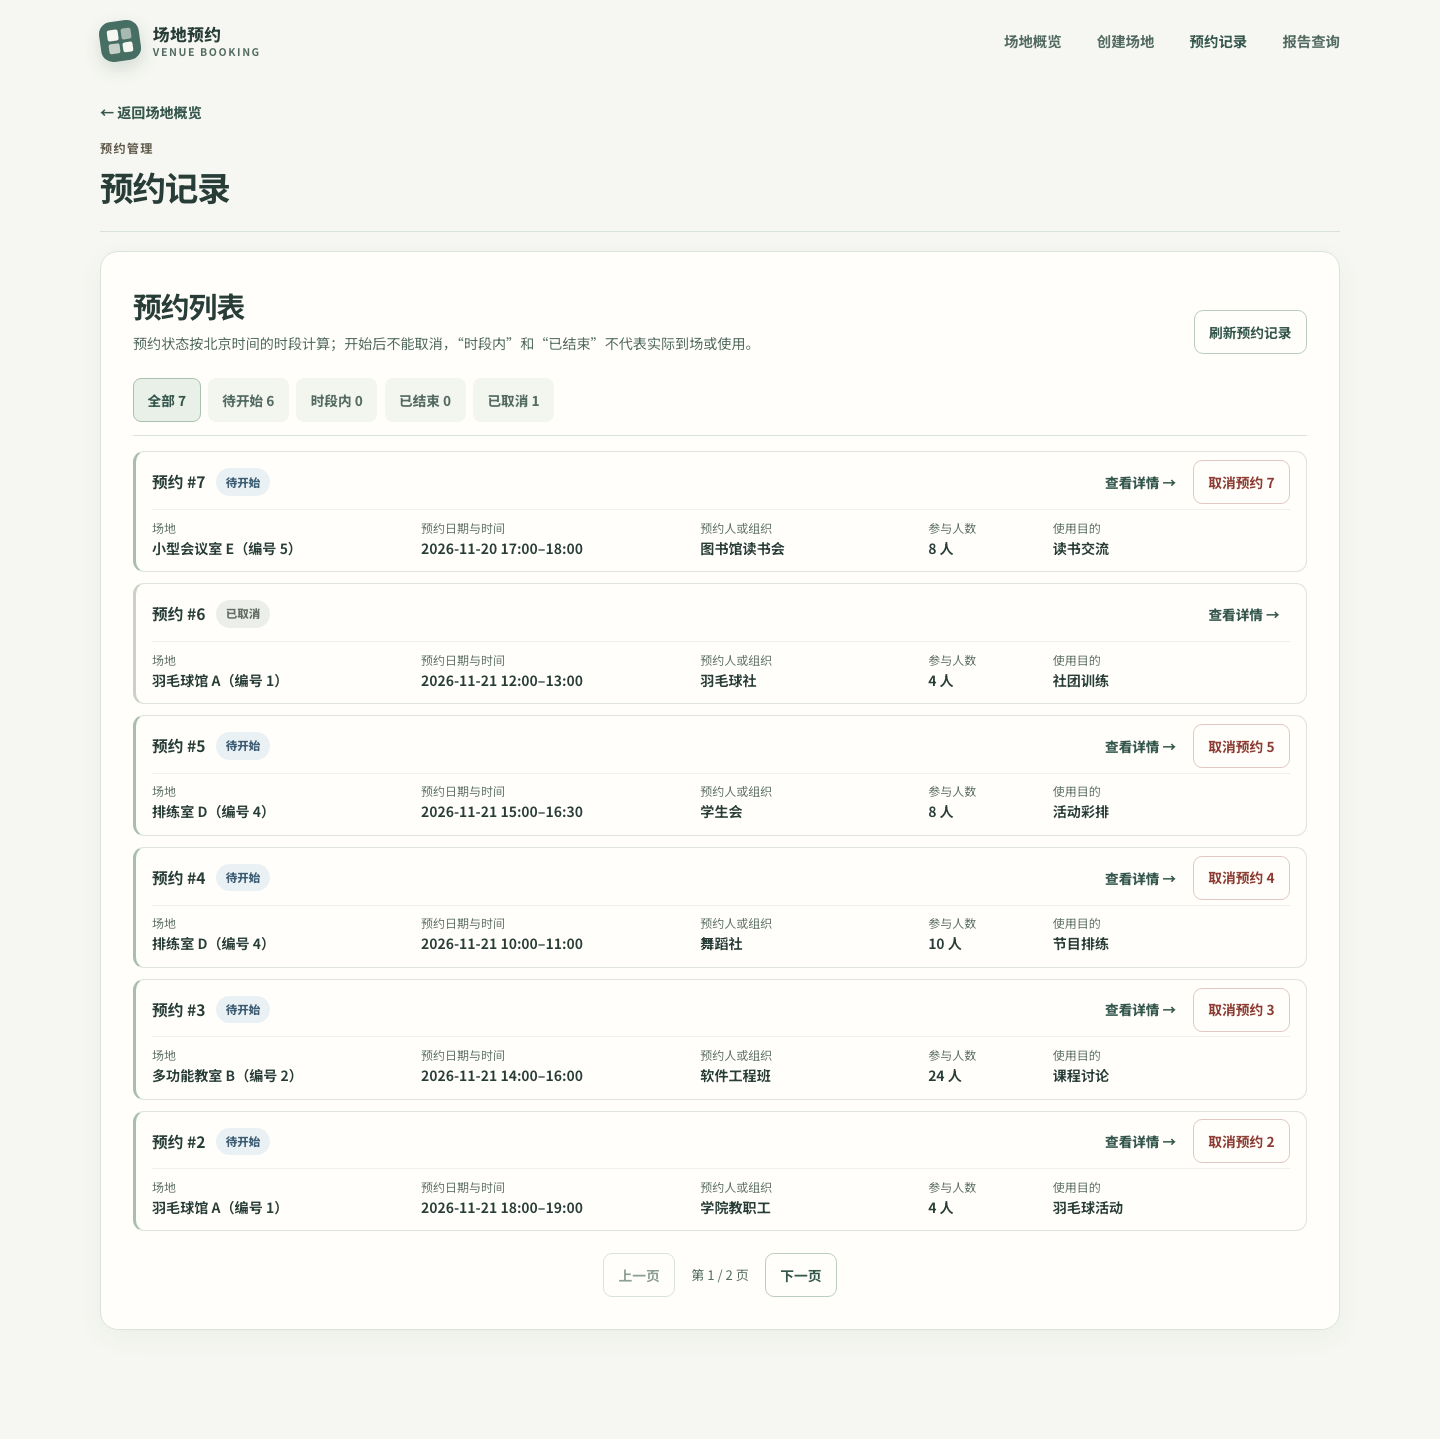 场地预约
VENUE BOOKING
场地概览 创建场地 预约记录 报告查询
← 返回场地概览
预约管理
预约记录
预约列表
预约状态按北京时间的时段计算；开始后不能取消，“时段内”和“已结束”不代表实际到场或使用。
刷新预约记录
全部 7 待开始 6 时段内 0 已结束 0 已取消 1
预约 #7 待开始 查看详情 → 取消预约 7
场地 预约日期与时间 预约人或组织 参与人数 使用目的
小型会议室 E（编号 5） 2026-11-20 17:00–18:00 图书馆读书会 8 人 读书交流
预约 #6 已取消 查看详情 →
场地 预约日期与时间 预约人或组织 参与人数 使用目的
羽毛球馆 A（编号 1） 2026-11-21 12:00–13:00 羽毛球社 4 人 社团训练
预约 #5 待开始 查看详情 → 取消预约 5
场地 预约日期与时间 预约人或组织 参与人数 使用目的
排练室 D（编号 4） 2026-11-21 15:00–16:30 学生会 8 人 活动彩排
预约 #4 待开始 查看详情 → 取消预约 4
场地 预约日期与时间 预约人或组织 参与人数 使用目的
排练室 D（编号 4） 2026-11-21 10:00–11:00 舞蹈社 10 人 节目排练
预约 #3 待开始 查看详情 → 取消预约 3
场地 预约日期与时间 预约人或组织 参与人数 使用目的
多功能教室 B（编号 2） 2026-11-21 14:00–16:00 软件工程班 24 人 课程讨论
预约 #2 待开始 查看详情 → 取消预约 2
场地 预约日期与时间 预约人或组织 参与人数 使用目的
羽毛球馆 A（编号 1） 2026-11-21 18:00–19:00 学院教职工 4 人 羽毛球活动
上一页 第 1 / 2 页 下一页